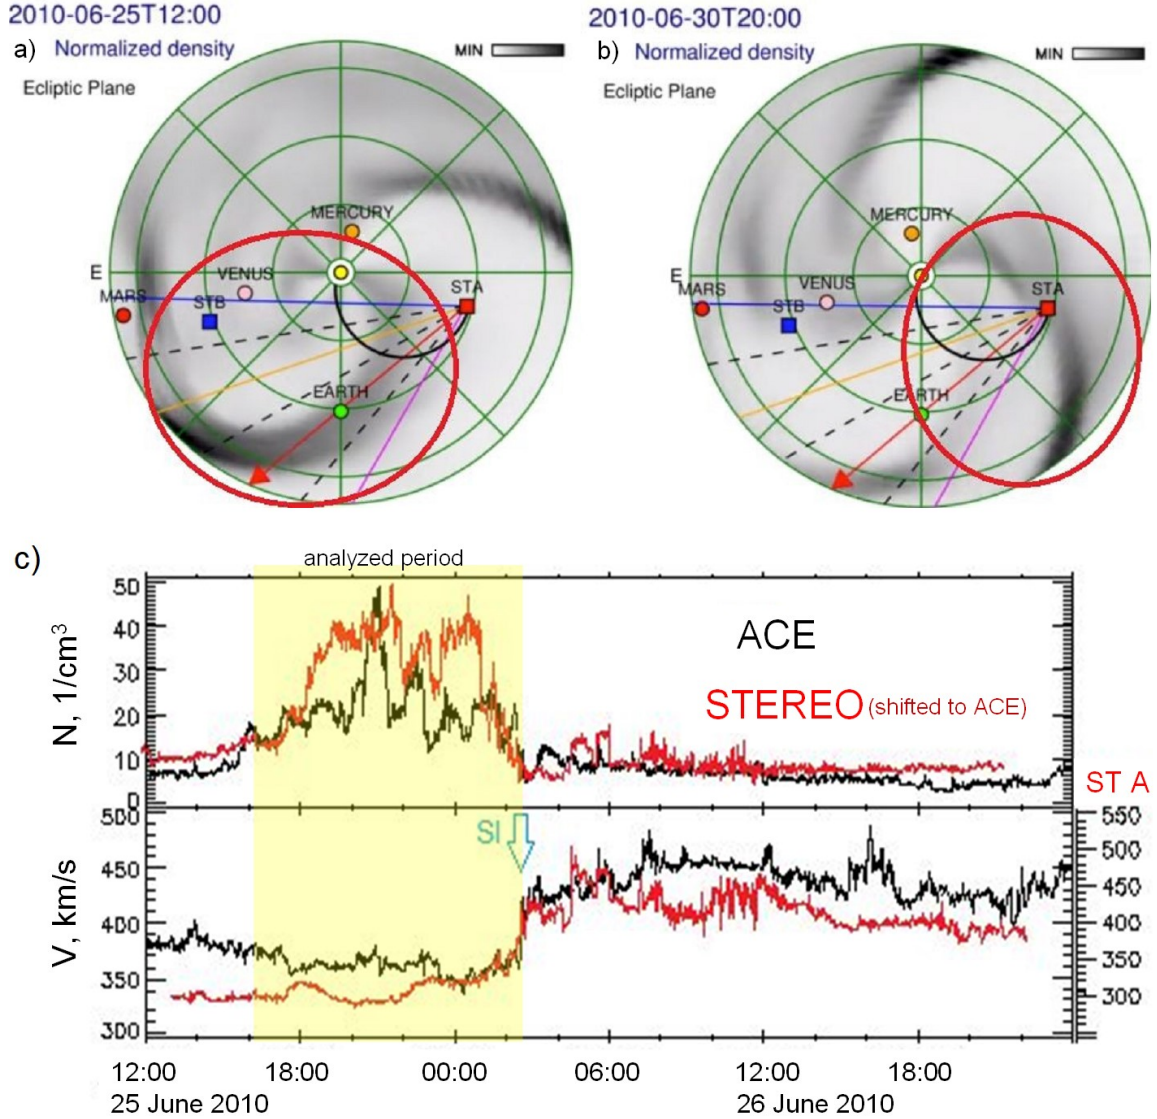 2010-06-25T12:00
a) Normalized density
MIN
Ecliptic Plane
MERCURY
E
VENUS
MARS
STB
STA
EARTH
2010-06-30T20:00
b) Normalized density
MIN
Ecliptic Plane
MERCURY
E
MARS
VENUS
STB
STA
EARTH
c)
analyzed period
N, 1/cm³
50
40
30
20
10
0
ACE
STEREO (shifted to ACE)
ST A
V, km/s
500
450
400
350
300
SI
550
500
450
400
350
300
12:00 18:00 00:00 06:00 12:00 18:00
25 June 2010 26 June 2010